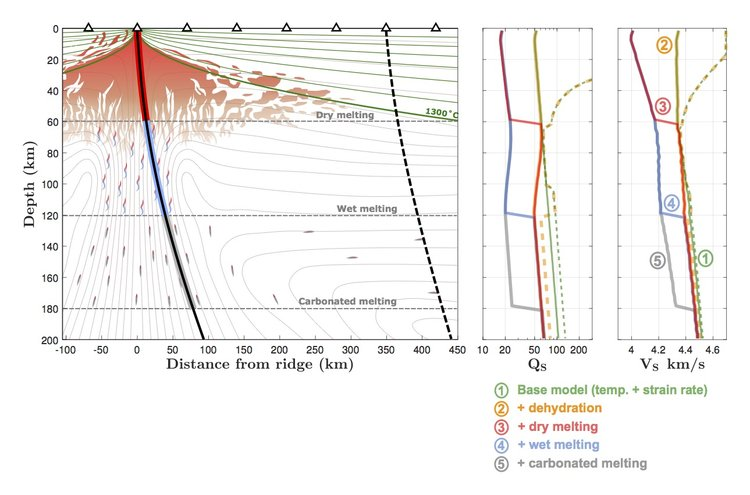 0
20
40
60
80
100
120
140
160
180
200
Depth (km)
1300°C
Dry melting
Wet melting
Carbonated melting
-100 -50 0 50 100 150 200 250 300 350 400 450
Distance from ridge (km)
10 20 50 100 200
QS
② 
③
④
⑤
①
4 4.2 4.4 4.6
VS km/s
① Base model (temp. + strain rate)
② + dehydration
③ + dry melting
④ + wet melting
⑤ + carbonated melting